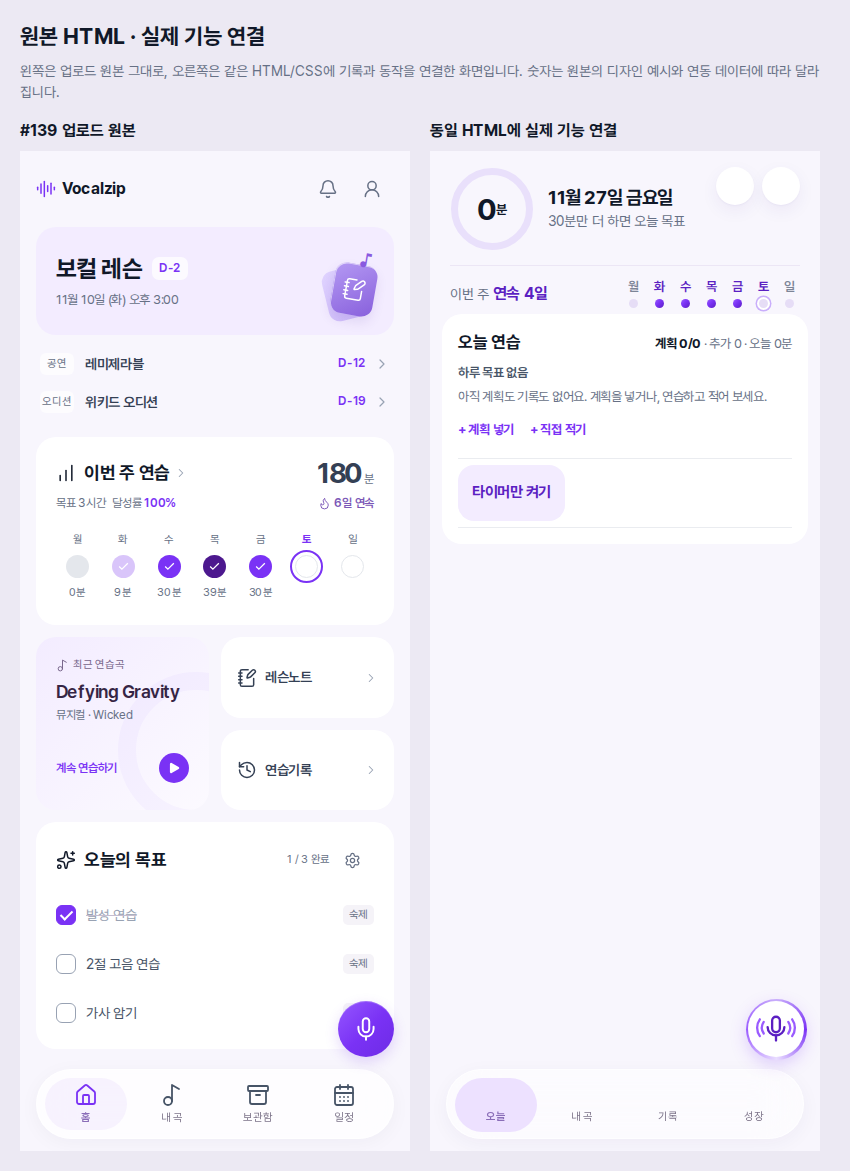 원본 HTML · 실제 기능 연결
왼쪽은 업로드 원본 그대로, 오른쪽은 같은 HTML/CSS에 기록과 동작을 연결한 화면입니다. 숫자는 원본의 디자인 예시와 연동 데이터에 따라 달라
집니다.
#139 업로드 원본
Vocalzip
보컬 레슨 D-2
11월 10일 (화) 오후 3:00
공연 레미제라블 D-12
오디션 위키드 오디션 D-19
이번 주 연습 180분
목표 3시간 달성률 100% 6일 연속
월 화 수 목 금 토 일
0분 9분 30분 39분 30분
최근 연습곡
Defying Gravity
뮤지컬 · Wicked
계속 연습하기
레슨노트
연습기록
오늘의 목표 1 / 3 완료
발성 연습 숙제
2절 고음 연습 숙제
가사 암기
홈 내 곡 보관함 일정
동일 HTML에 실제 기능 연결
0분
11월 27일 금요일
30분만 더 하면 오늘 목표
이번 주 연속 4일
월 화 수 목 금 토 일
오늘 연습 계획 0/0 · 추가 0 · 오늘 0분
하루 목표 없음
아직 계획도 기록도 없어요. 계획을 넣거나, 연습하고 적어 보세요.
+ 계획 넣기 + 직접 적기
타이머만 켜기
오늘 내 곡 기록 성장